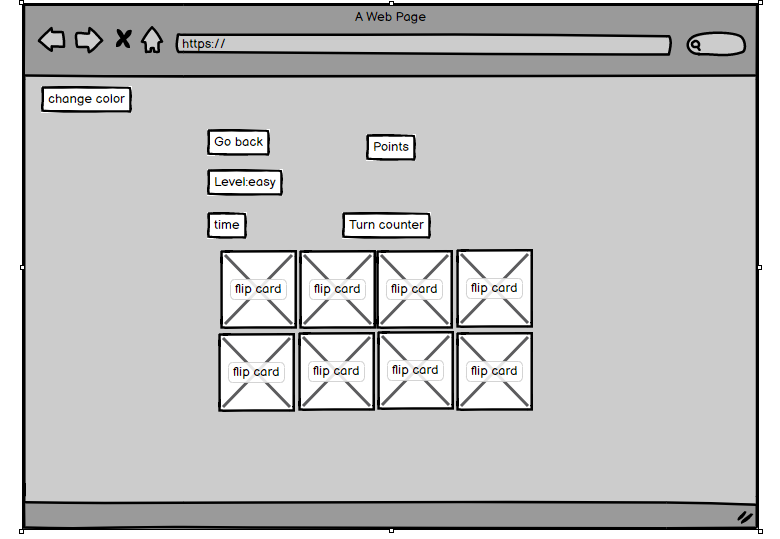 A Web Page
https://
change color
Go back
Points
Level:easy
time
Turn counter
flip card flip card flip card flip card
flip card flip card flip card flip card